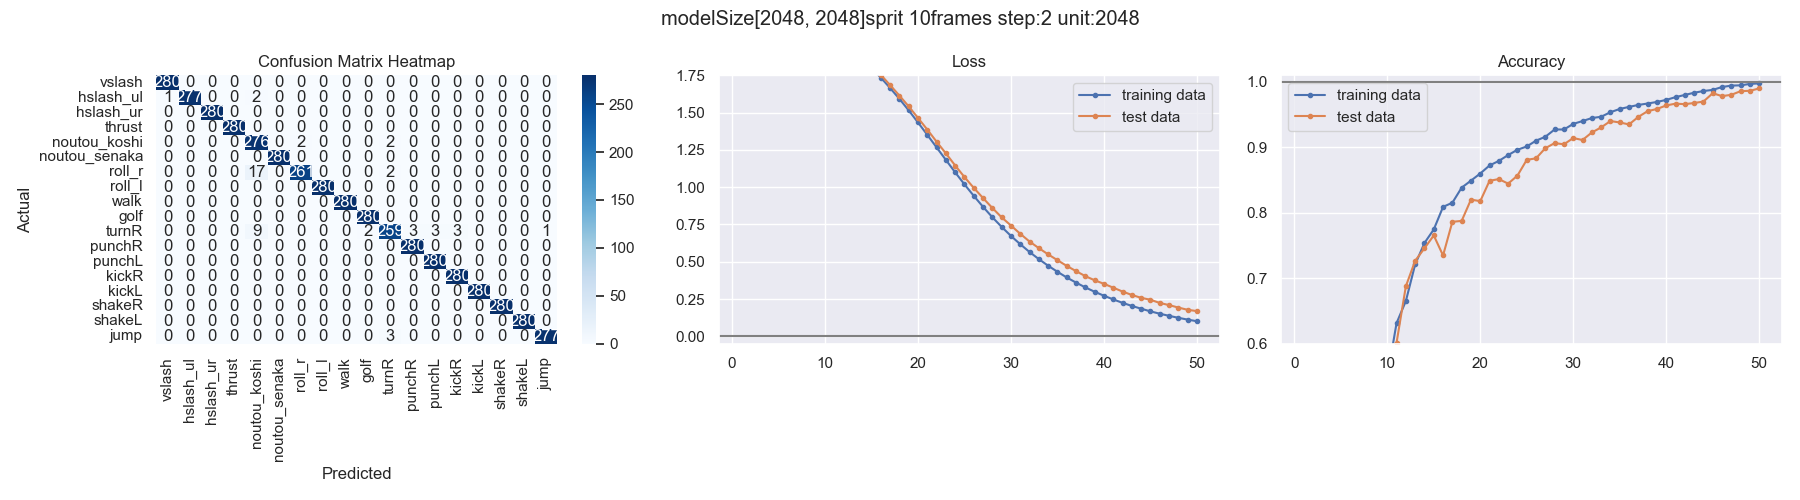 modelSize[2048, 2048]sprit 10frames step:2 unit:2048
Confusion Matrix Heatmap
vslash 280 0 0 0 0 0 0 0 0 0 0 0 0 0 0 0 0 0
hslash_ul 1 277 0 0 2 0 0 0 0 0 0 0 0 0 0 0 0 0
hslash_ur 0 0 280 0 0 0 0 0 0 0 0 0 0 0 0 0 0 0
thrust 0 0 0 280 0 0 0 0 0 0 0 0 0 0 0 0 0 0
noutou_koshi 0 0 0 0 276 0 2 0 0 0 2 0 0 0 0 0 0 0
noutou_senaka 0 0 0 0 0 280 0 0 0 0 0 0 0 0 0 0 0 0
roll_r 0 0 0 0 17 0 261 0 0 0 2 0 0 0 0 0 0 0
roll_l 0 0 0 0 0 0 0 280 0 0 0 0 0 0 0 0 0 0
walk 0 0 0 0 0 0 0 0 280 0 0 0 0 0 0 0 0 0
golf 0 0 0 0 0 0 0 0 0 280 0 0 0 0 0 0 0 0
turnR 0 0 0 0 9 0 0 0 0 2 259 3 3 3 0 0 0 1
punchR 0 0 0 0 0 0 0 0 0 0 0 280 0 0 0 0 0 0
punchL 0 0 0 0 0 0 0 0 0 0 0 0 280 0 0 0 0 0
kickR 0 0 0 0 0 0 0 0 0 0 0 0 0 280 0 0 0 0
kickL 0 0 0 0 0 0 0 0 0 0 0 0 0 0 280 0 0 0
shakeR 0 0 0 0 0 0 0 0 0 0 0 0 0 0 0 280 0 0
shakeL 0 0 0 0 0 0 0 0 0 0 0 0 0 0 0 0 280 0
jump 0 0 0 0 0 0 0 0 0 0 3 0 0 0 0 0 0 277
Actual
vslash
hslash_ul
hslash_ur
thrust
noutou_koshi
noutou_senaka
roll_r
roll_l
walk
golf
turnR
punchR
punchL
kickR
kickL
shakeR
shakeL
jump
Predicted
250
200
150
100
50
0
Loss
1.75
1.50
1.25
1.00
0.75
0.50
0.25
0.00
training data
test data
0 10 20 30 40 50
Accuracy
1.0
0.9
0.8
0.7
0.6
training data
test data
0 10 20 30 40 50